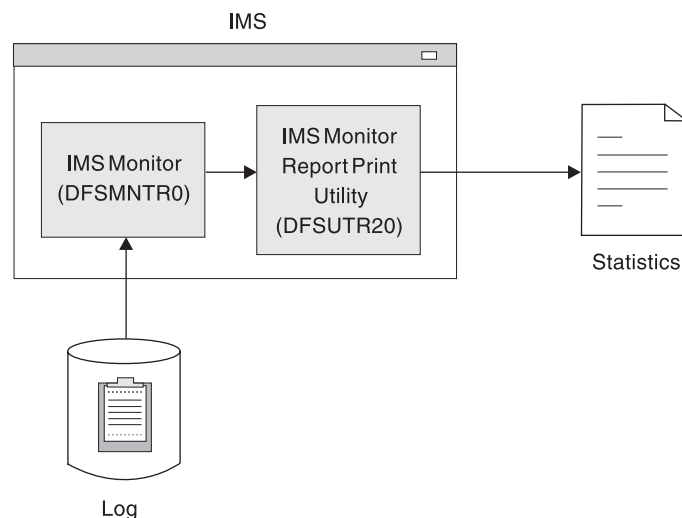 IMS
IMS Monitor
(DFSMNTR0)
IMS Monitor
Report Print
Utility
(DFSUTR20)
Statistics
Log